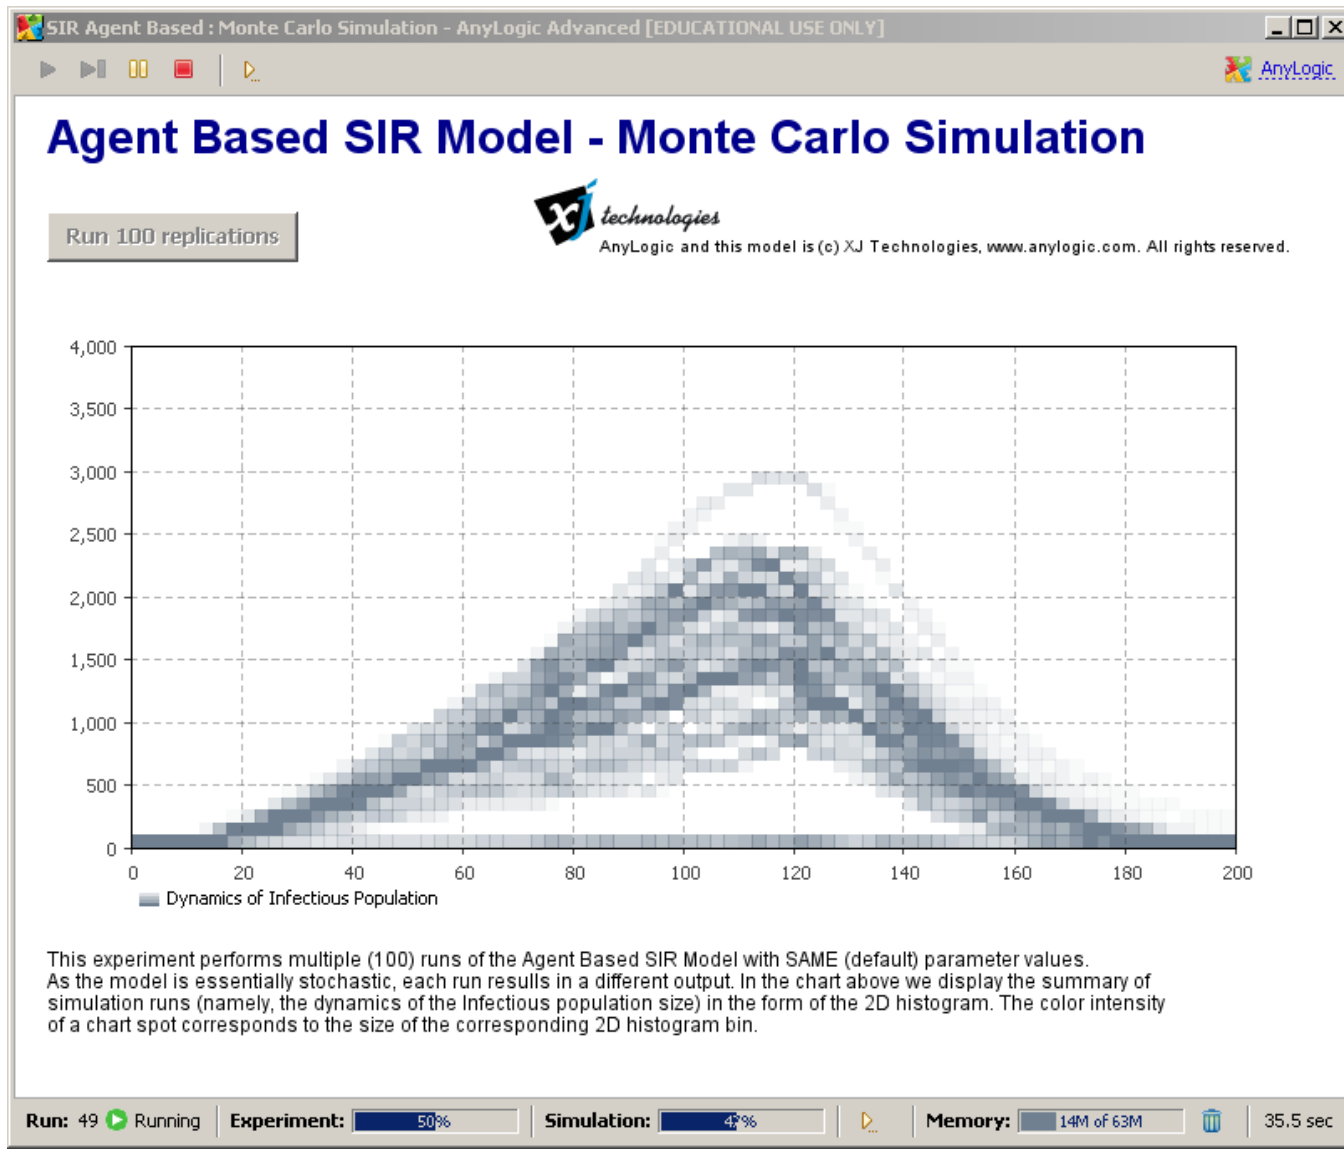 SIR Agent Based : Monte Carlo Simulation - AnyLogic Advanced [EDUCATIONAL USE ONLY]
AnyLogic
Agent Based SIR Model - Monte Carlo Simulation
Run 100 replications
xj technologies
AnyLogic and this model is (c) XJ Technologies, www.anylogic.com. All rights reserved.
4,000
3,500
3,000
2,500
2,000
1,500
1,000
500
0
0 20 40 60 80 100 120 140 160 180 200
Dynamics of Infectious Population
This experiment performs multiple (100) runs of the Agent Based SIR Model with SAME (default) parameter values.
As the model is essentially stochastic, each run resulls in a different output. In the chart above we display the summary of
simulation runs (namely, the dynamics of the Infectious population size) in the form of the 2D histogram. The color intensity
of a chart spot corresponds to the size of the corresponding 2D histogram bin.
Run: 49 Running Experiment: 50% Simulation: 47% Memory: 14M of 63M 35.5 sec